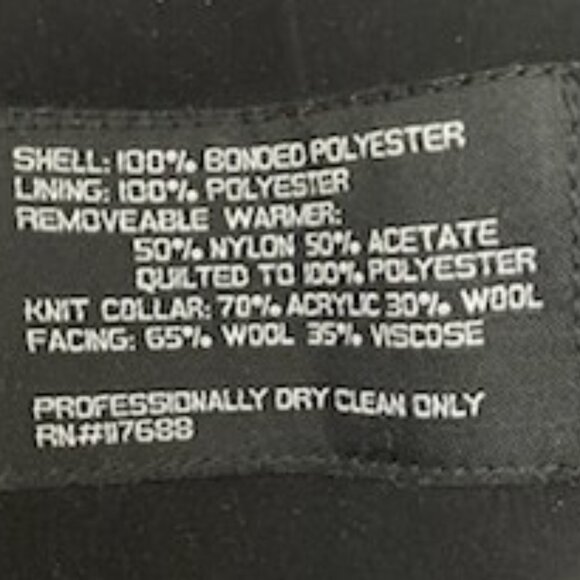 SHELL: 100% BONDED POLYESTER
LINING: 100% POLYESTER
REMOVEABLE WARMER:
50% NYLON 50% ACETATE
QUILTED TO 100% POLYESTER
KNIT COLLAR: 70% ACRYLIC 30% WOOL
FACING: 65% WOOL 35% VISCOSE
PROFESSIONALLY DRY CLEAN ONLY
RN#117688